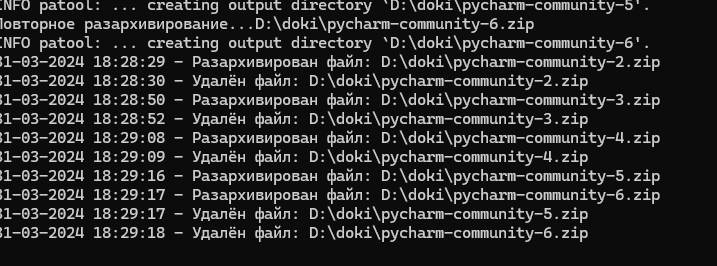 INFO patool: ... creating output directory `D:\doki\pycharm-community-5'.
Повторное разархивирование...D:\doki\pycharm-community-6.zip
INFO patool: ... creating output directory `D:\doki\pycharm-community-6'.
31-03-2024 18:28:29 - Разархивирован файл: D:\doki\pycharm-community-2.zip
31-03-2024 18:28:30 - Удалён файл: D:\doki\pycharm-community-2.zip
31-03-2024 18:28:50 - Разархивирован файл: D:\doki\pycharm-community-3.zip
31-03-2024 18:28:52 - Удалён файл: D:\doki\pycharm-community-3.zip
31-03-2024 18:29:08 - Разархивирован файл: D:\doki\pycharm-community-4.zip
31-03-2024 18:29:09 - Удалён файл: D:\doki\pycharm-community-4.zip
31-03-2024 18:29:16 - Разархивирован файл: D:\doki\pycharm-community-5.zip
31-03-2024 18:29:17 - Разархивирован файл: D:\doki\pycharm-community-6.zip
31-03-2024 18:29:17 - Удалён файл: D:\doki\pycharm-community-5.zip
31-03-2024 18:29:18 - Удалён файл: D:\doki\pycharm-community-6.zip